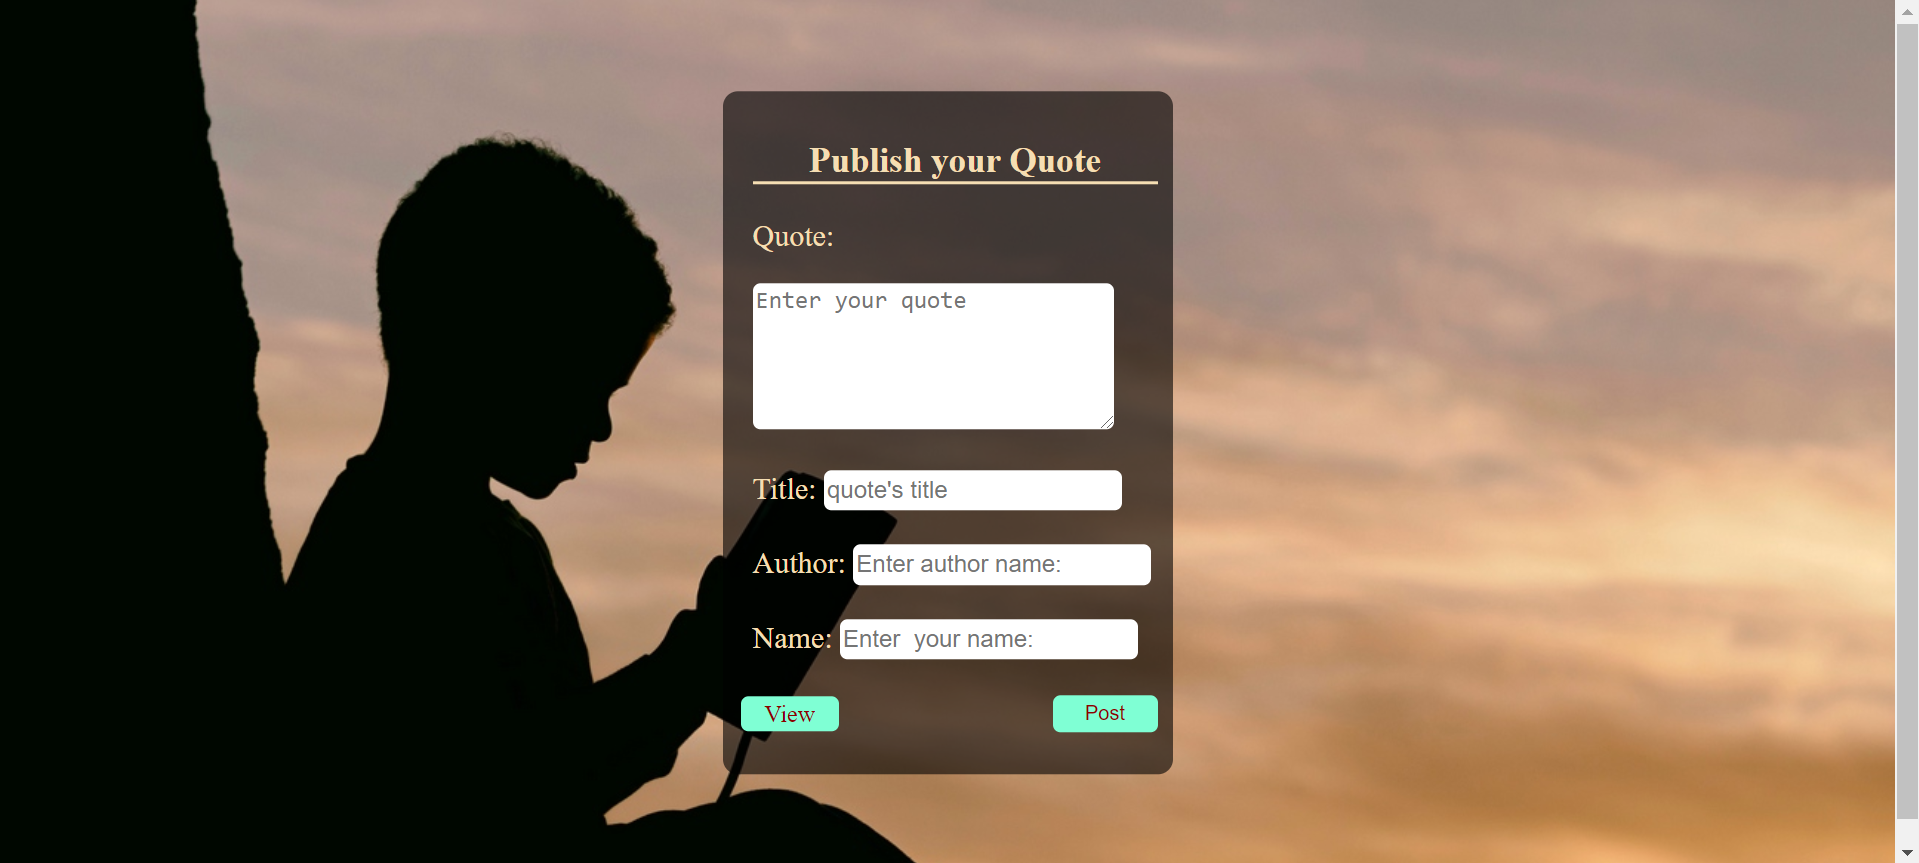 Publish your Quote
Quote:
Enter your quote
Title: quote's title
Author: Enter author name:
Name: Enter  your name:
View Post